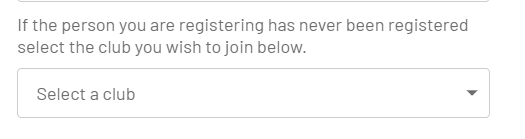 If the person you are registering has never been registered
select the club you wish to join below.
Select a club